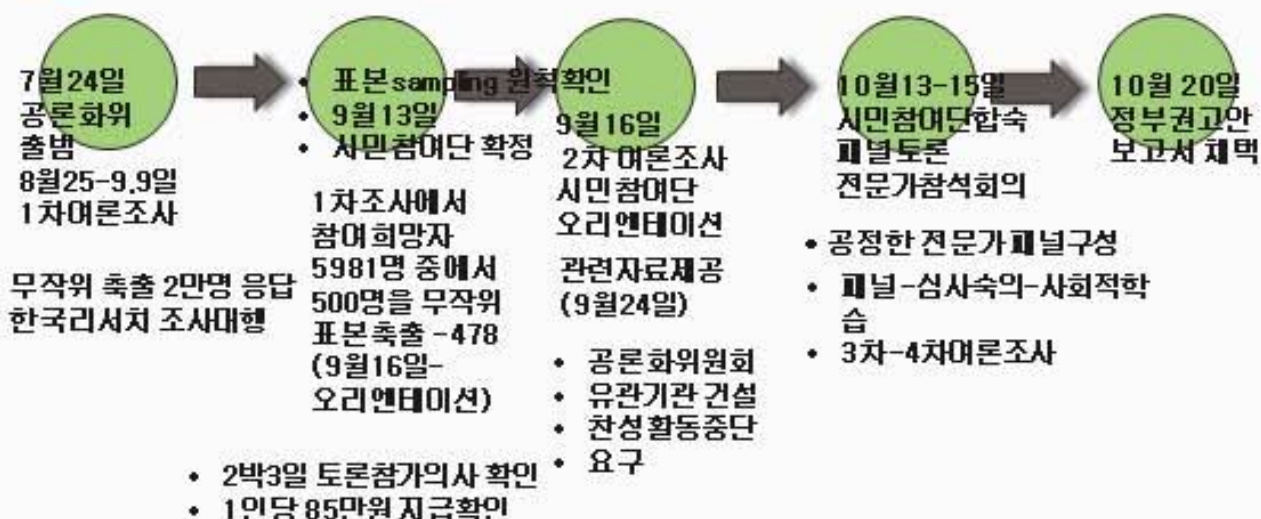 7월24일
공론화위
출범
8월25-9.9일
1차여론조사
무작위 축출 2만명 응답
한국리서치 조사대행
• 표본sampling 원칙확인
• 9월13일
• 시민참여단 확정
1차조사에서
참여희망자
5981명 중에서
500명을 무작위
표본축출 -478
(9월16일-
오리엔테이션)
• 2박3일 토론참가의사 확인
• 1인당 85만원 지급확인
9월16일
2차 여론조사
시민참여단
오리엔테이션
관련자료제공
(9월24일)
• 공론화위원회
• 유관기관 건설
• 찬성활동중단
• 요구
10월13-15일
시민참여단합숙
패널토론
전문가참석회의
• 공정한 전문가패널구성
• 패널-심사숙의-사회적학
습
• 3차-4차여론조사
10월 20일
정부권고안
보고서 채택